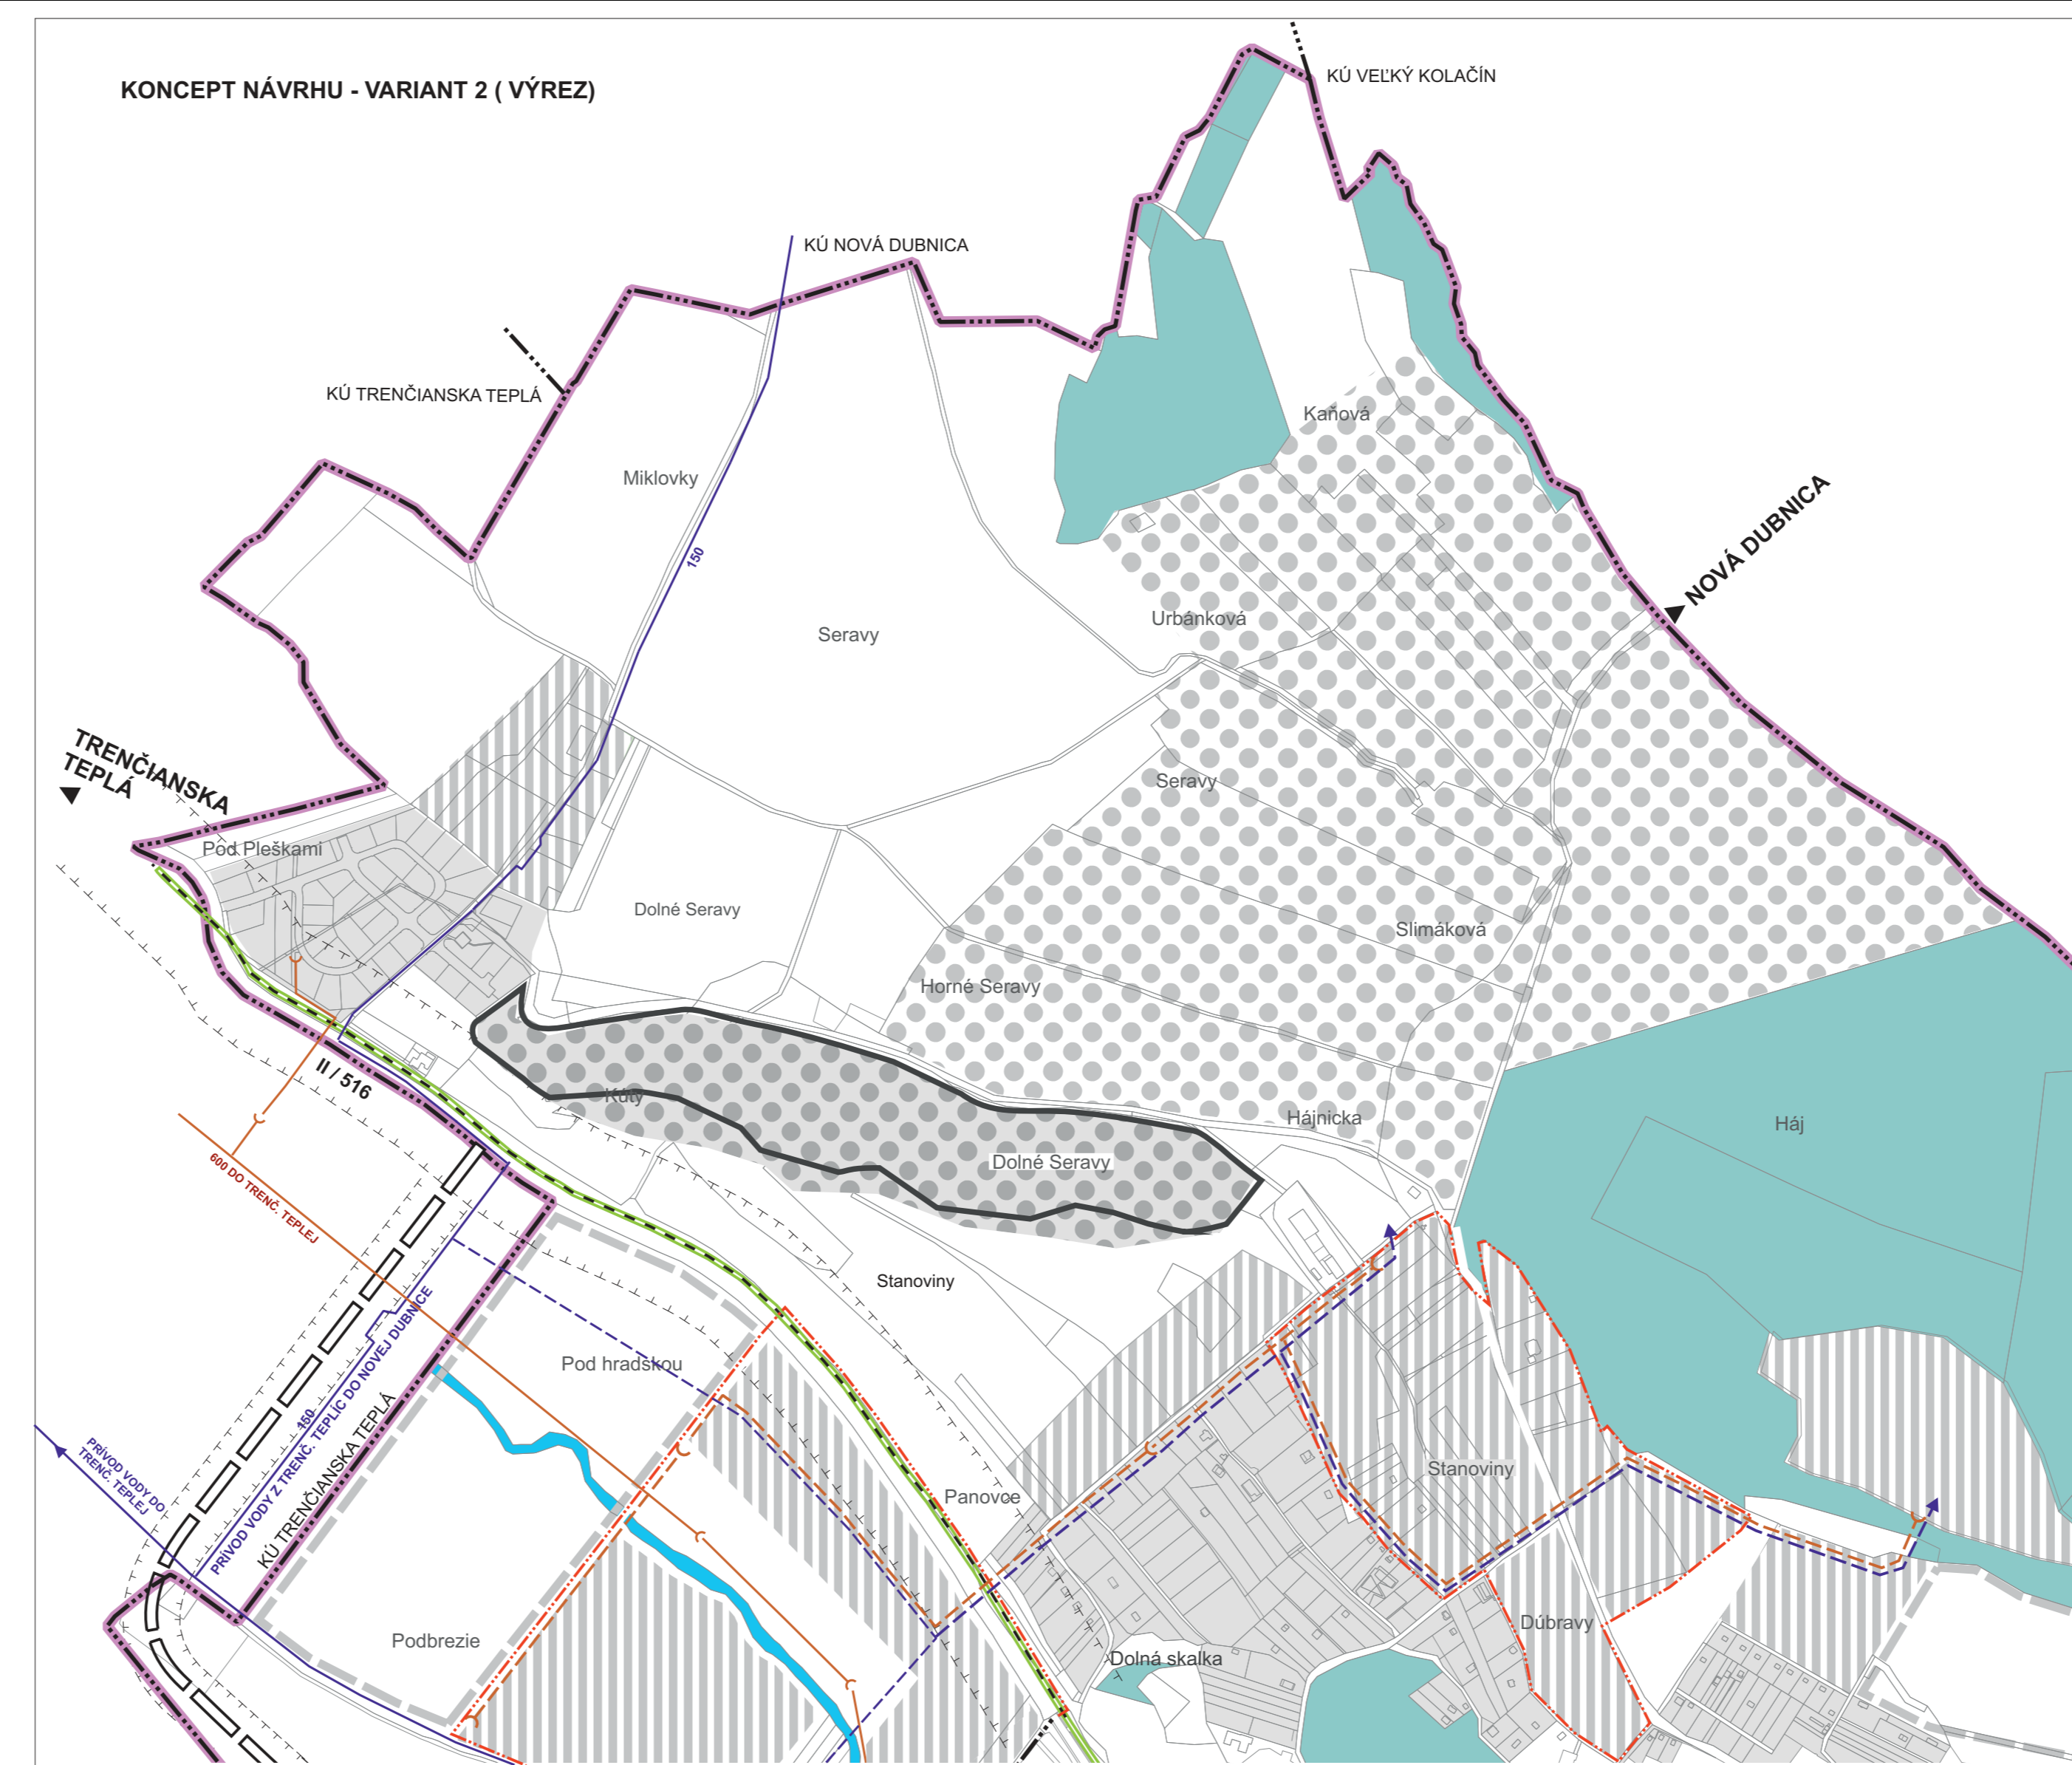 KÚ VEĽKÝ KOLAČÍN
KONCEPT NÁVRHU - VARIANT 2 ( VÝREZ)
KÚ NOVÁ DUBNICA
KÚ TRENČIANSKA TEPLÁ
Kaňová
Miklovky
150
NOVÁ DUBNICA
Urbánková
Seravy
TRENČIANSKA
TEPLÁ
Seravy
Pod Pleškami
Dolné Seravy
Slimáková
Horné Seravy
II / 516
Kúty
Hájnicka
Háj
Dolné Seravy
600 DO TRENČ. TEPLEJ
Stanoviny
Pod hradskou
150
PRÍVOD VODY Z TRENČ. TEPLÍC DO NOVEJ DUBNICE
KÚ TRENČIANSKA TEPLÁ
PRÍVOD VODY DO
TRENČ. TEPLEJ
Stanoviny
Panovce
Podbrezie
Dúbravy
Dolná skalka